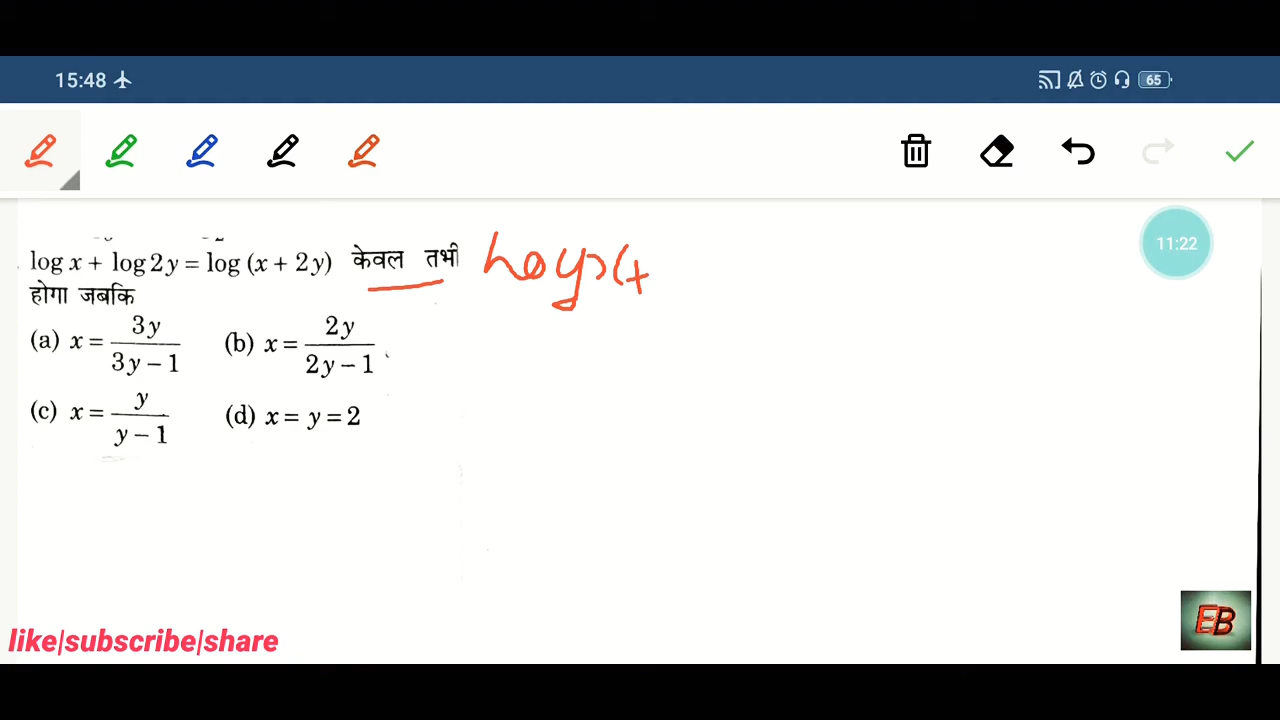 15:48
65
11:22
log x + log 2y = log (x + 2y) केवल तभी
होगा जबकि
(a) x = 3y / 3y − 1 (b) x = 2y / 2y − 1
(c) x = y / y − 1 (d) x = y = 2
EB
like|subscribe|share